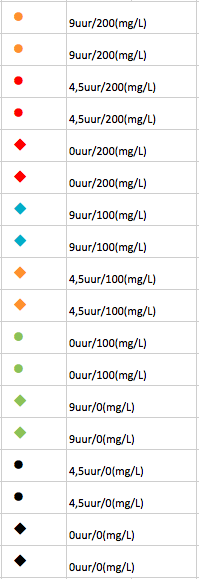 9uur/200(mg/L)
9uur/200(mg/L)
4,5uur/200(mg/L)
4,5uur/200(mg/L)
0uur/200(mg/L)
0uur/200(mg/L)
9uur/100(mg/L)
9uur/100(mg/L)
4,5uur/100(mg/L)
4,5uur/100(mg/L)
0uur/100(mg/L)
0uur/100(mg/L)
9uur/0(mg/L)
9uur/0(mg/L)
4,5uur/0(mg/L)
4,5uur/0(mg/L)
0uur/0(mg/L)
0uur/0(mg/L)